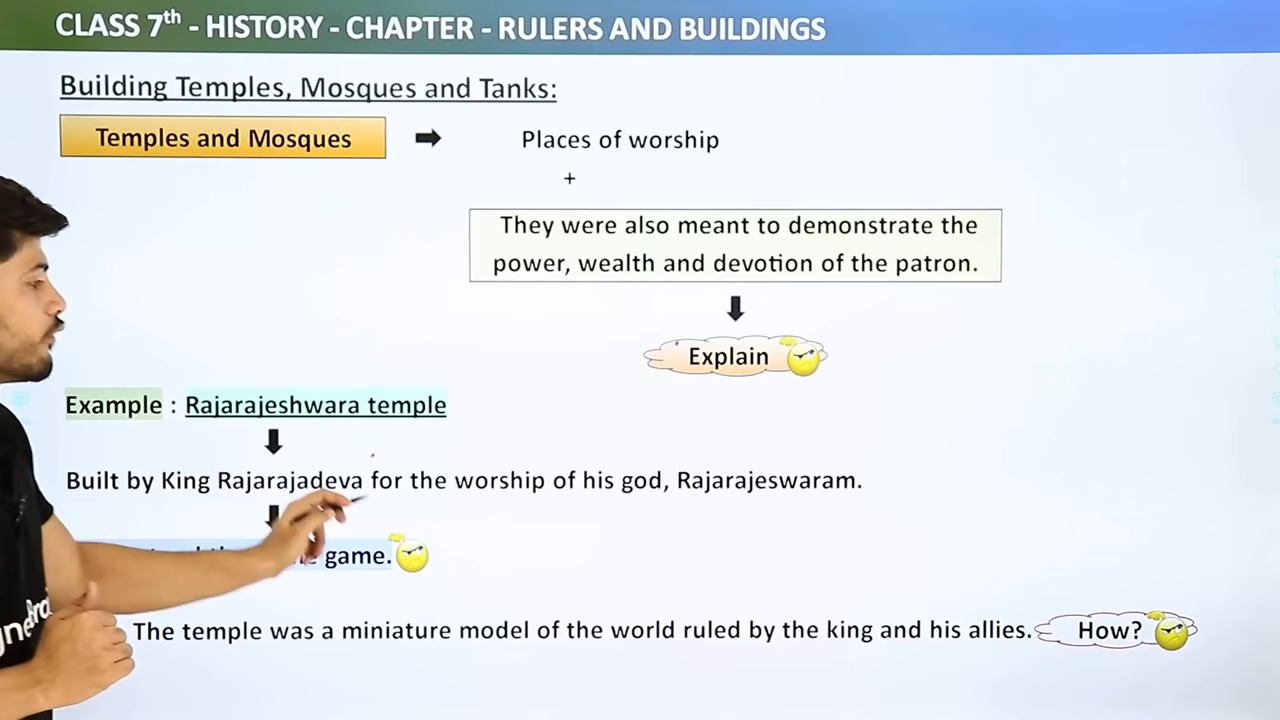 CLASS 7th - HISTORY - CHAPTER - RULERS AND BUILDINGS
Building Temples, Mosques and Tanks:
Temples and Mosques
Places of worship
+
They were also meant to demonstrate the
power, wealth and devotion of the patron.
Explain
Example : Rajarajeshwara temple
Built by King Rajarajadeva for the worship of his god, Rajarajeswaram.
game.
The temple was a miniature model of the world ruled by the king and his allies.
How?